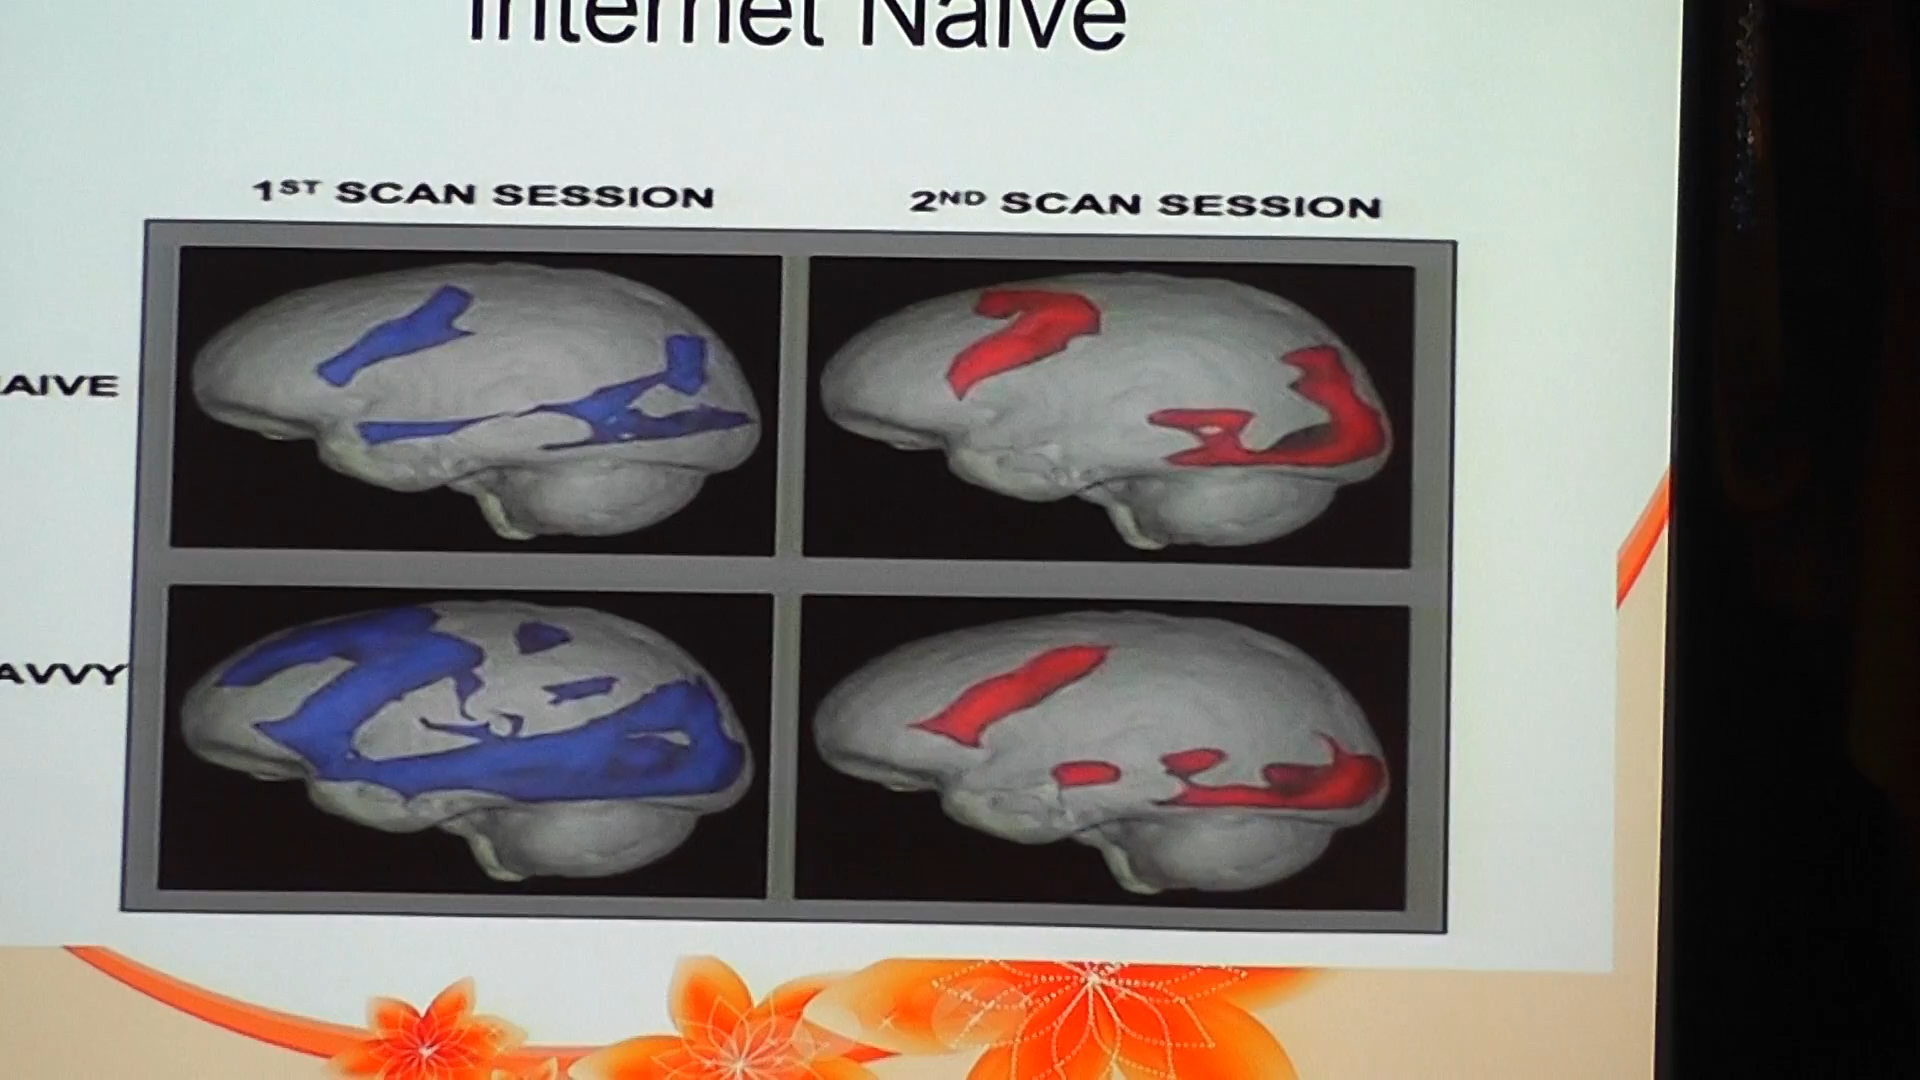 Internet Naive
1ST SCAN SESSION
2ND SCAN SESSION
AIVE
AVVY